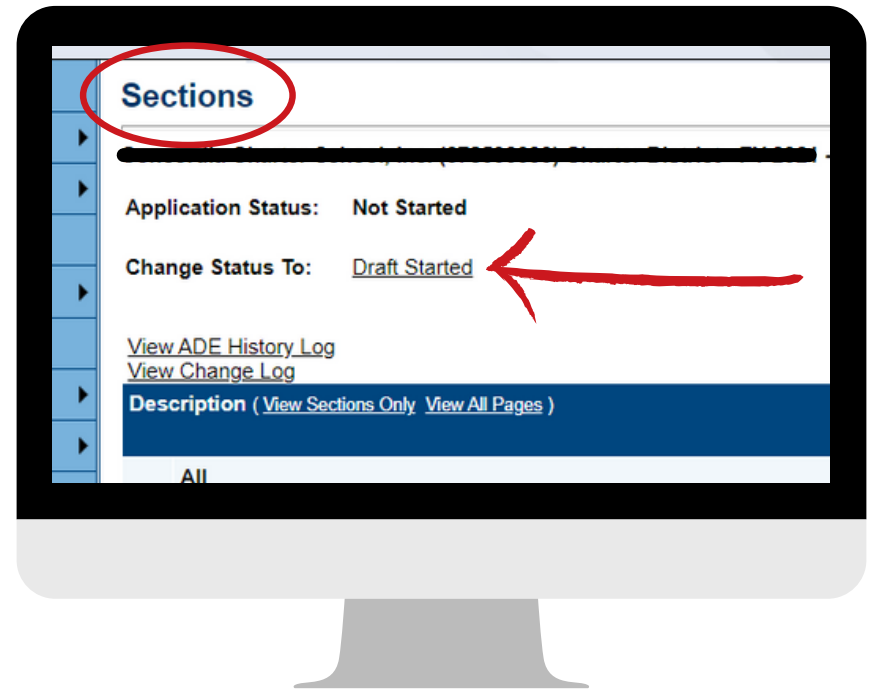 Sections
Application Status: Not Started
Change Status To: Draft Started
View ADE History Log
View Change Log
Description ( View Sections Only View All Pages )
All